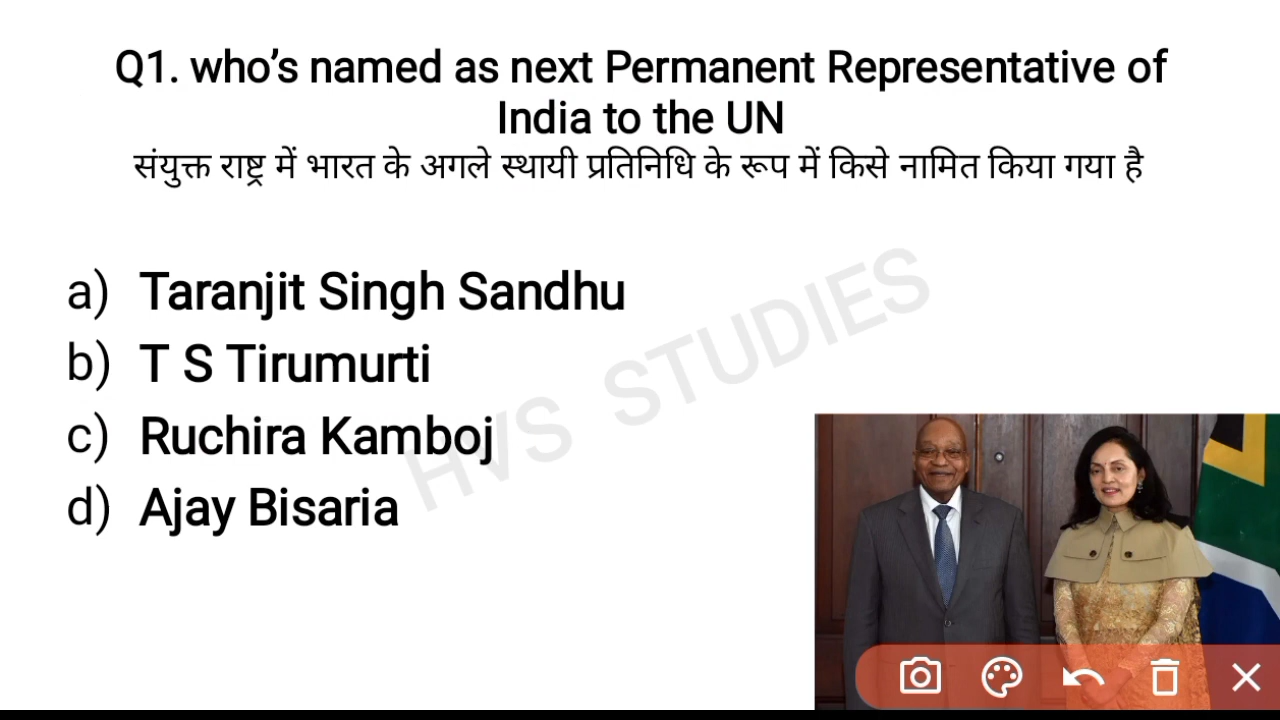 Q1. who’s named as next Permanent Representative of
India to the UN
संयुक्त राष्ट्र में भारत के अगले स्थायी प्रतिनिधि के रूप में किसे नामित किया गया है
a) Taranjit Singh Sandhu
b) T S Tirumurti
c) Ruchira Kamboj
d) Ajay Bisaria
HVS STUDIES